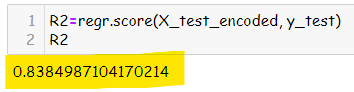 1 R2=regr.score(X_test_encoded, y_test)
2 R2
0.8384987104170214